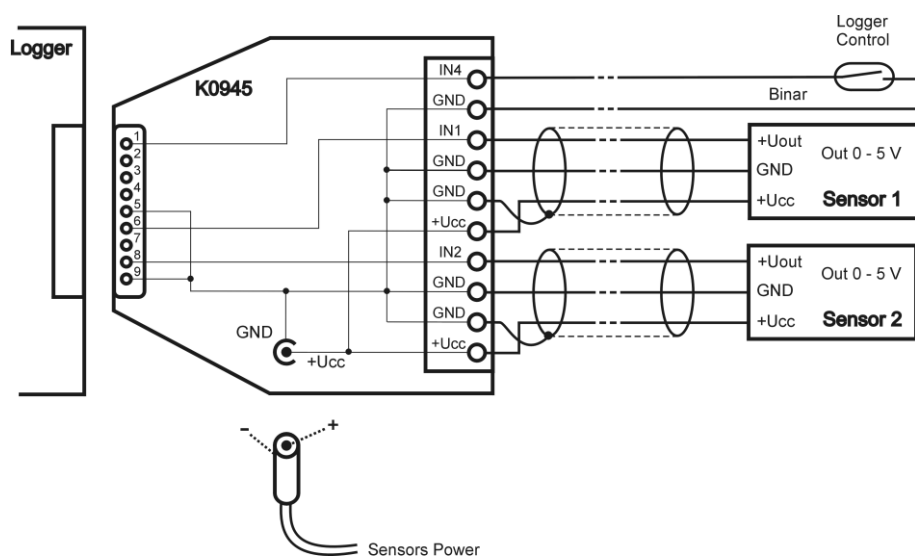 Logger
K0945
1
2
3
4
5
6
7
8
9
GND
+Ucc
IN4
GND
IN1
GND
GND
+Ucc
IN2
GND
GND
+Ucc
Logger
Control
Binar
+Uout
Out 0 - 5 V
GND
+Ucc
Sensor 1
+Uout
Out 0 - 5 V
GND
+Ucc
Sensor 2
-
+
Sensors Power